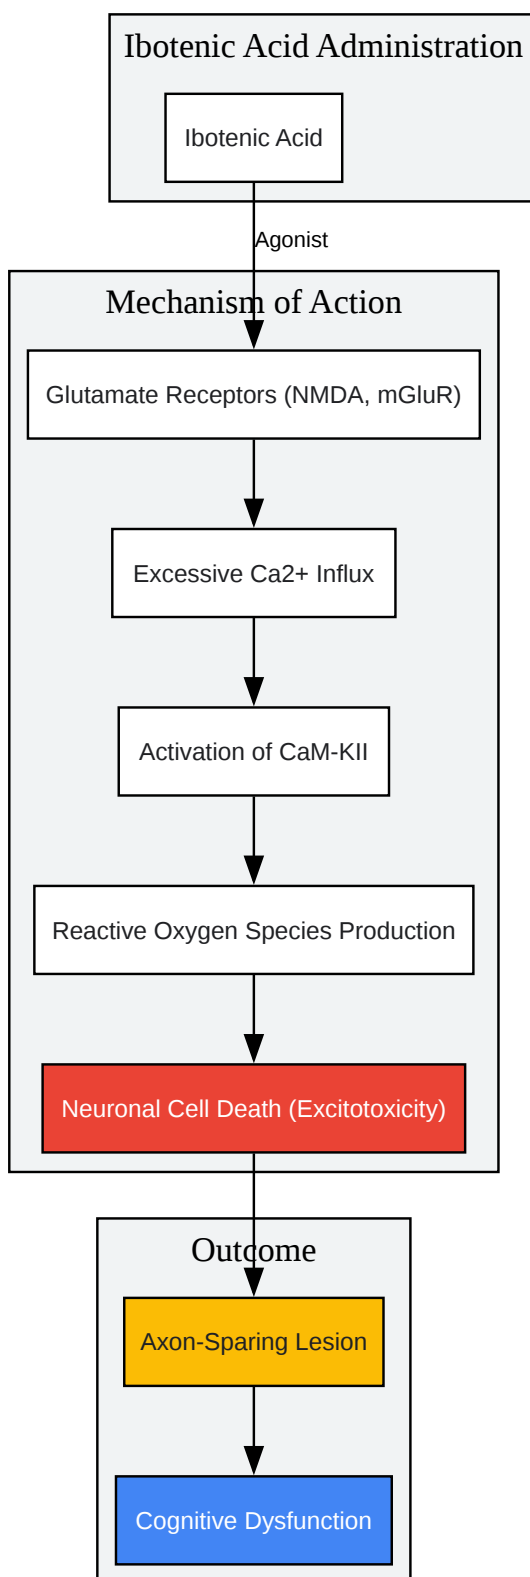 Ibotenic Acid Administration
Ibotenic Acid
Agonist
Mechanism of Action
Glutamate Receptors (NMDA, mGluR)
Excessive Ca2+ Influx
Activation of CaM-KII
Reactive Oxygen Species Production
Neuronal Cell Death (Excitotoxicity)
Outcome
Axon-Sparing Lesion
Cognitive Dysfunction